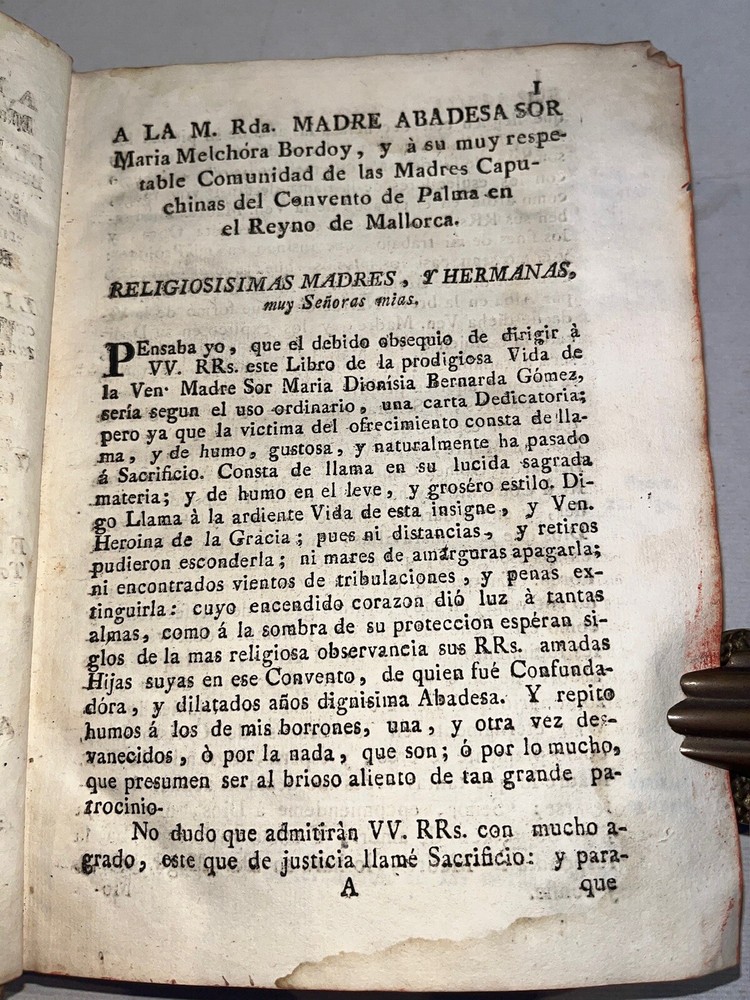 I
A LA M. Rda. MADRE ABADESA SOR
Maria Melchóra Bordoy, y à su muy respe-
table Comunidad de las Madres Capu-
chinas del Convento de Palma en
el Reyno de Mallorca.
RELIGIOSISIMAS MADRES, Y HERMANAS,
muy Señoras mias.
PEnsaba yo, que el debido obsequio de dirigir à
VV. RRs. este Libro de la prodigiosa Vida de
la Ven. Madre Sor Maria Dionísia Bernarda Gómez,
sería segun el uso ordinario, una carta Dedicatoria;
pero ya que la victima del ofrecimiento consta de lla-
ma, y de humo, gustosa, y naturalmente ha pasado
á Sacrificio. Consta de llama en su lucida sagrada
materia; y de humo en el leve, y groséro estilo. Di-
go Llama à la ardiente Vida de esta insigne, y Ven.
Heroina de la Gracia; pues ni distancias, y retiros
pudieron esconderla; ni mares de amárguras apagarla;
ni encontrados vientos de tribulaciones, y penas ex-
tinguirla: cuyo encendido corazon dió luz à tantas
almas, como á la sombra de su proteccion espéran si-
glos de la mas religiosa observancia sus RRs. amadas
Hijas suyas en ese Convento, de quien fué Confunda-
dóra, y dilatados años dignisima Abadesa. Y repito
humos á los de mis borrones, una, y otra vez des-
vanecidos, ò por la nada, que son; ó por lo mucho,
que presumen ser al brioso aliento de tan grande pa-
trocinio.
No dudo que admitiràn VV. RRs. con mucho a-
grado, este que de justicia llamé Sacrificio: y para-
A
que